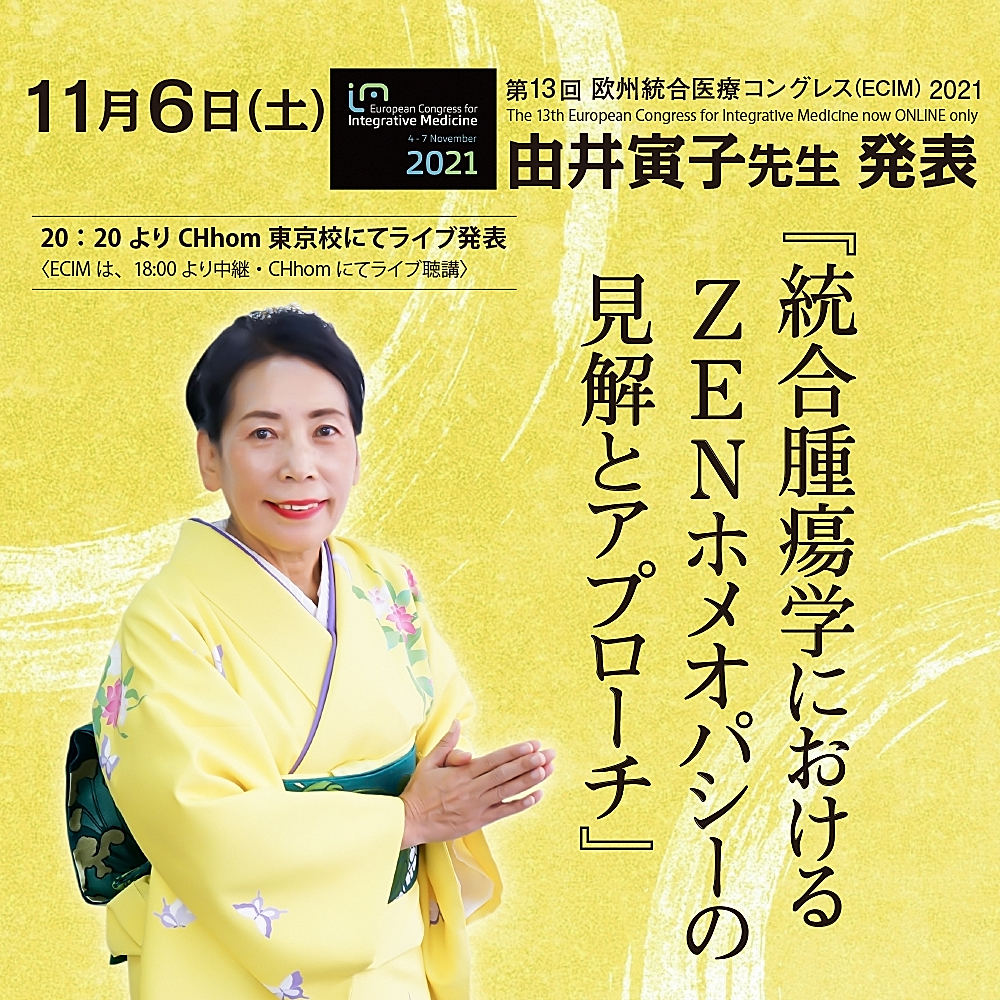 11月6日(土)
European Congress for
Integrative Medicine
4 - 7 November
2021
第13回 欧州統合医療コングレス(ECIM) 2021
The 13th European Congress for Integrative Medicine now ONLINE only
由井寅子先生 発表
20：20 より CHhom 東京校にてライブ発表
〈ECIM は、18:00 より中継・CHhom にてライブ聴講〉
『統合腫瘍学における
ZENホメオパシーの
見解とアプローチ』